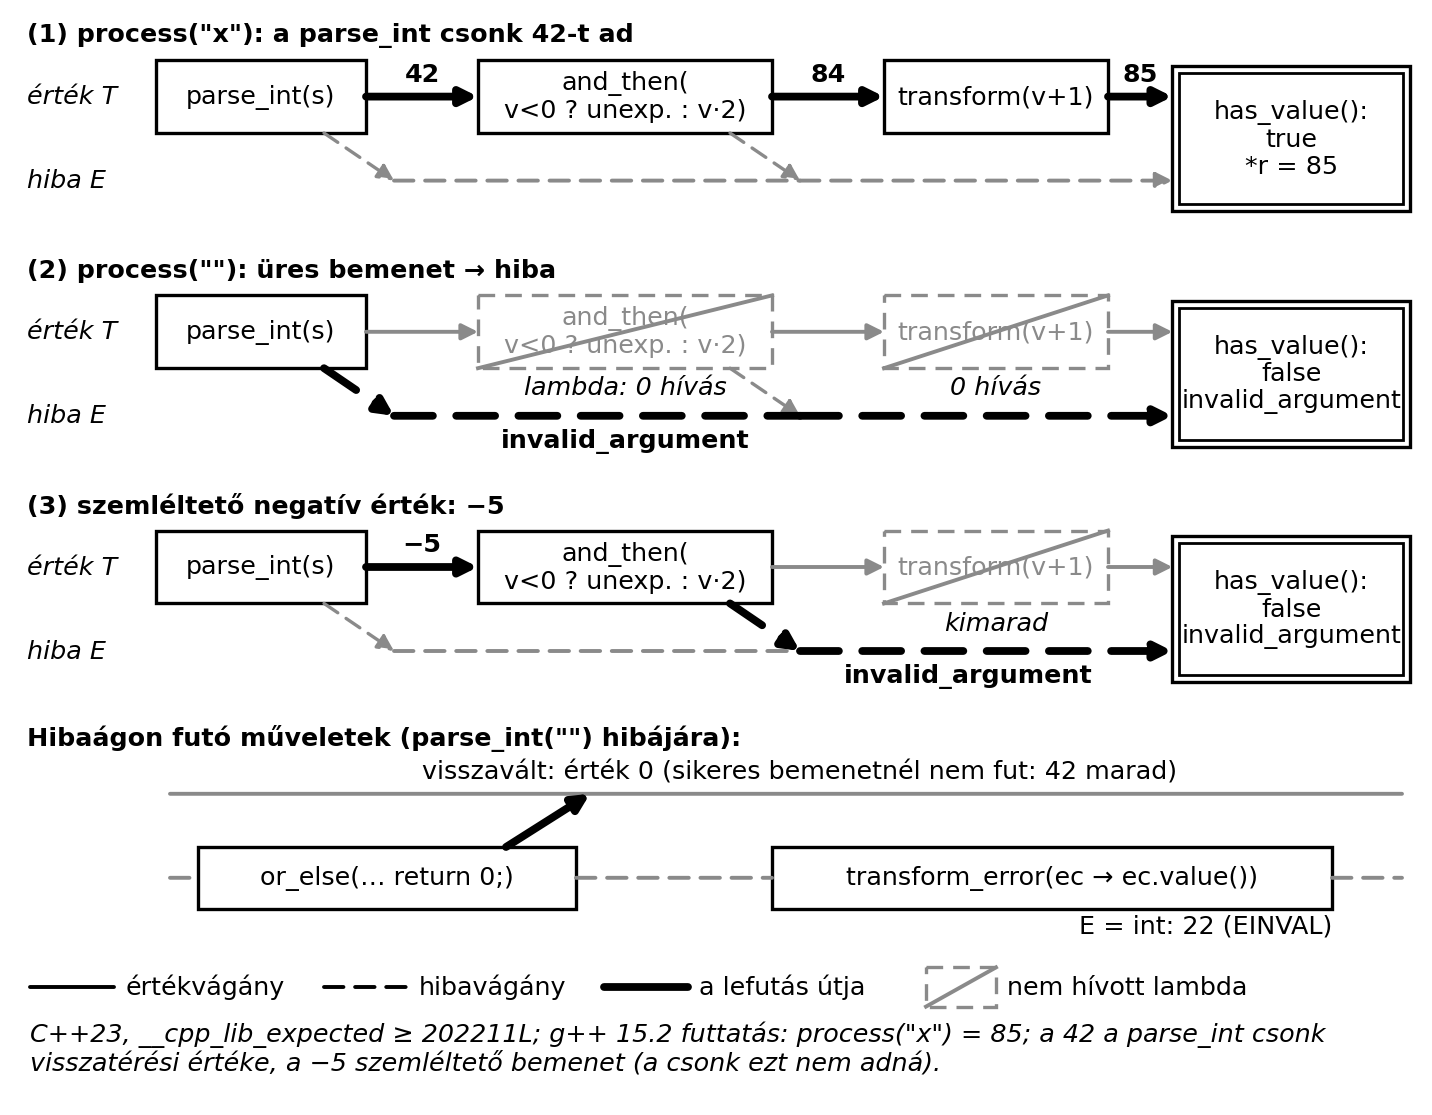 (1) process("x"): a parse_int csonk 42-t ad
érték T
parse_int(s)
42
and_then(
v<0 ? unexp. : v·2)
84
transform(v+1)
85
has_value():
true
*r = 85
hiba E
(2) process(""): üres bemenet → hiba
érték T
parse_int(s)
and_then(
v<0 ? unexp. : v·2)
transform(v+1)
has_value():
false
invalid_argument
lambda: 0 hívás
0 hívás
hiba E
invalid_argument
(3) szemléltető negatív érték: −5
érték T
parse_int(s)
−5
and_then(
v<0 ? unexp. : v·2)
transform(v+1)
has_value():
false
invalid_argument
kimarad
hiba E
invalid_argument
Hibaágon futó műveletek (parse_int("") hibájára):
visszavált: érték 0 (sikeres bemenetnél nem fut: 42 marad)
or_else(… return 0;)
transform_error(ec → ec.value())
E = int: 22 (EINVAL)
értékvágány
hibavágány
a lefutás útja
nem hívott lambda
C++23, __cpp_lib_expected ≥ 202211L; g++ 15.2 futtatás: process("x") = 85; a 42 a parse_int csonk
visszatérési értéke, a −5 szemléltető bemenet (a csonk ezt nem adná).